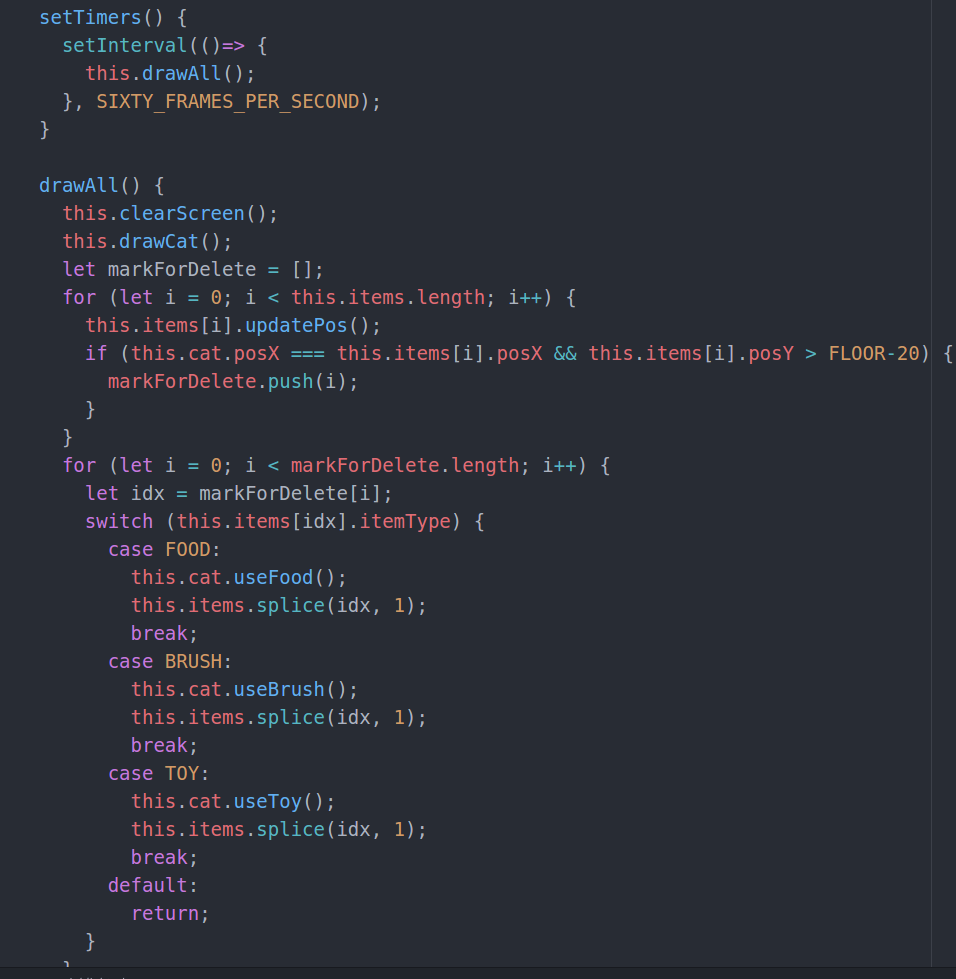 setTimers() {
  setInterval(()=> {
    this.drawAll();
  }, SIXTY_FRAMES_PER_SECOND);
}

drawAll() {
  this.clearScreen();
  this.drawCat();
  let markForDelete = [];
  for (let i = 0; i < this.items.length; i++) {
    this.items[i].updatePos();
    if (this.cat.posX === this.items[i].posX && this.items[i].posY > FLOOR-20) {
      markForDelete.push(i);
    }
  }
  for (let i = 0; i < markForDelete.length; i++) {
    let idx = markForDelete[i];
    switch (this.items[idx].itemType) {
      case FOOD:
        this.cat.useFood();
        this.items.splice(idx, 1);
        break;
      case BRUSH:
        this.cat.useBrush();
        this.items.splice(idx, 1);
        break;
      case TOY:
        this.cat.useToy();
        this.items.splice(idx, 1);
        break;
      default:
        return;
    }
  }